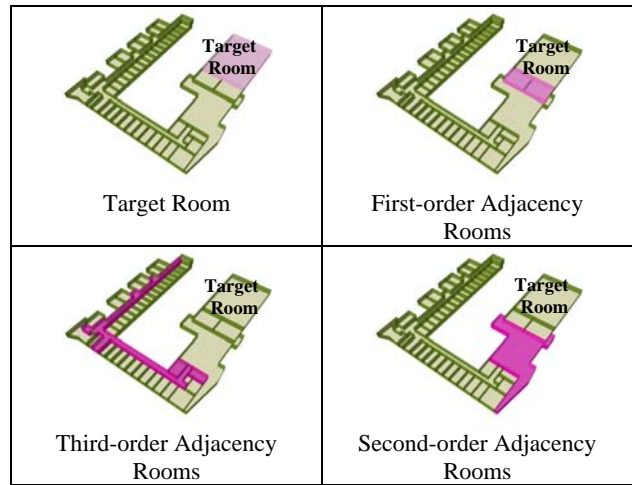 Target
Room
Target Room
Target
Room
First-order Adjacency
Rooms
Target
Room
Third-order Adjacency
Rooms
Target
Room
Second-order Adjacency
Rooms